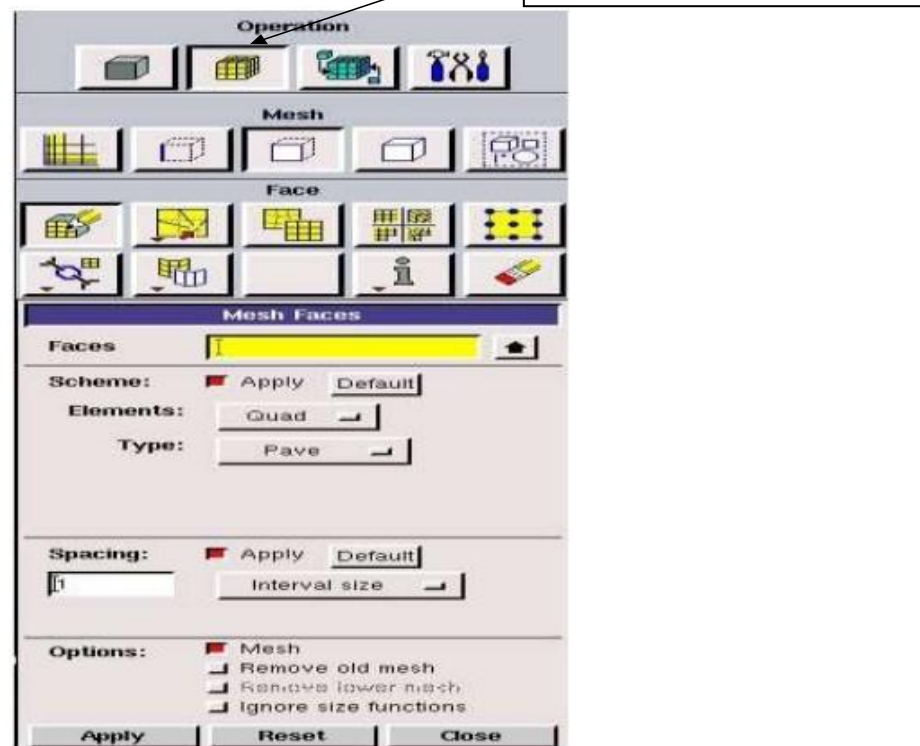 Operation
Mesh
Face
Mesh Faces
Faces
Scheme: Apply Default
Elements: Quad
Type: Pave
Spacing: Apply Default
1 Interval size
Options: Mesh
Remove old mesh
Remove lower mesh
Ignore size functions
Apply Reset Close